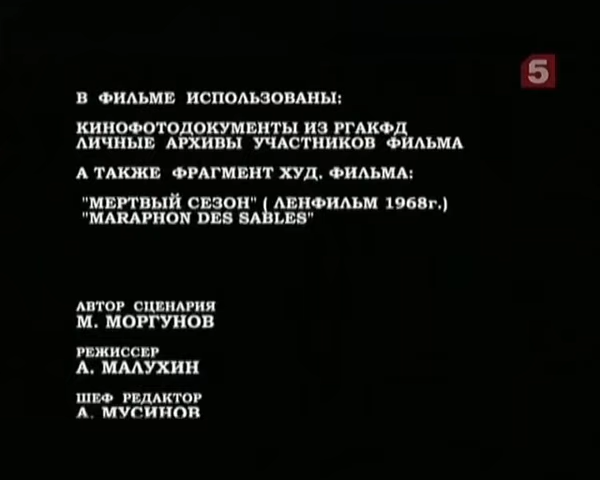 5
В ФИЛЬМЕ ИСПОЛЬЗОВАНЫ:
КИНОФОТОДОКУМЕНТЫ ИЗ РГАКФД
ЛИЧНЫЕ АРХИВЫ УЧАСТНИКОВ ФИЛЬМА
А ТАКЖЕ ФРАГМЕНТ ХУД. ФИЛЬМА:
"МЕРТВЫЙ СЕЗОН" ( ЛЕНФИЛЬМ 1968г.)
"MARAPHON DES SABLES"
АВТОР СЦЕНАРИЯ
М. МОРГУНОВ
РЕЖИССЕР
А. МАЛУХИН
ШЕФ РЕДАКТОР
А. МУСИНОВ